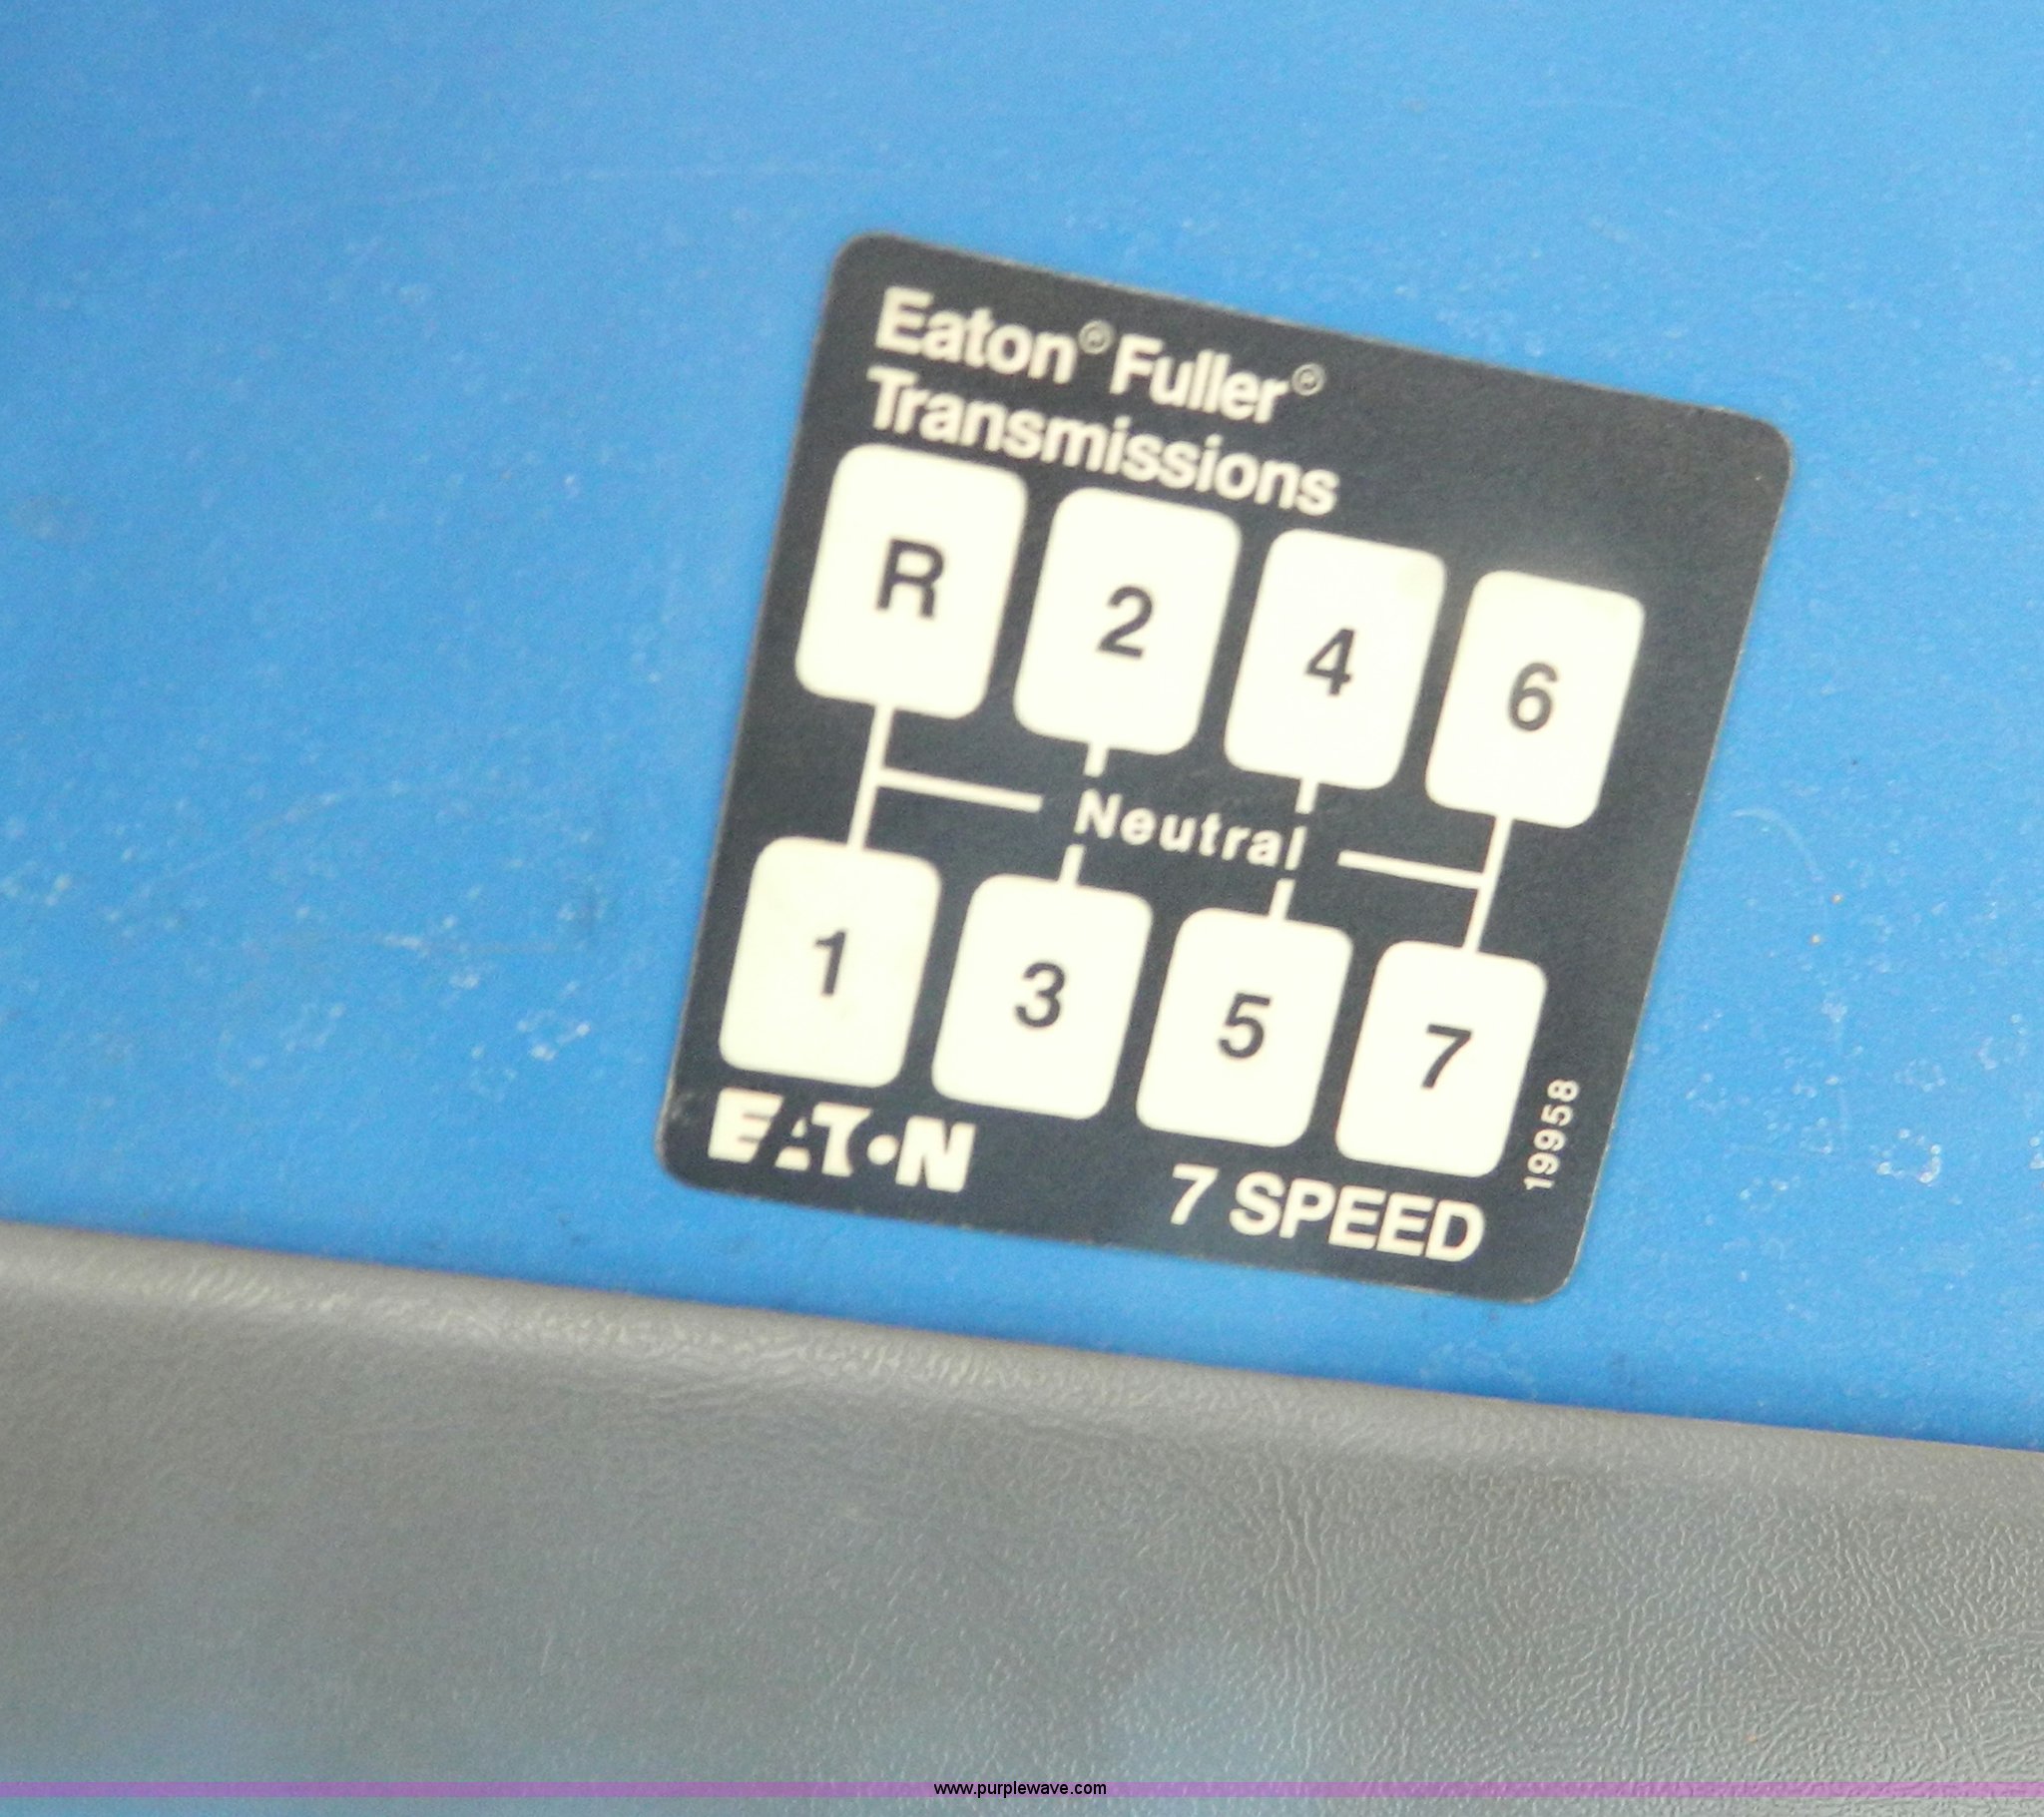 Eaton® Fuller®
Transmissions
R 2 4 6
Neutral
1 3 5 7
EATON
7 SPEED
19958
www.purplewave.com